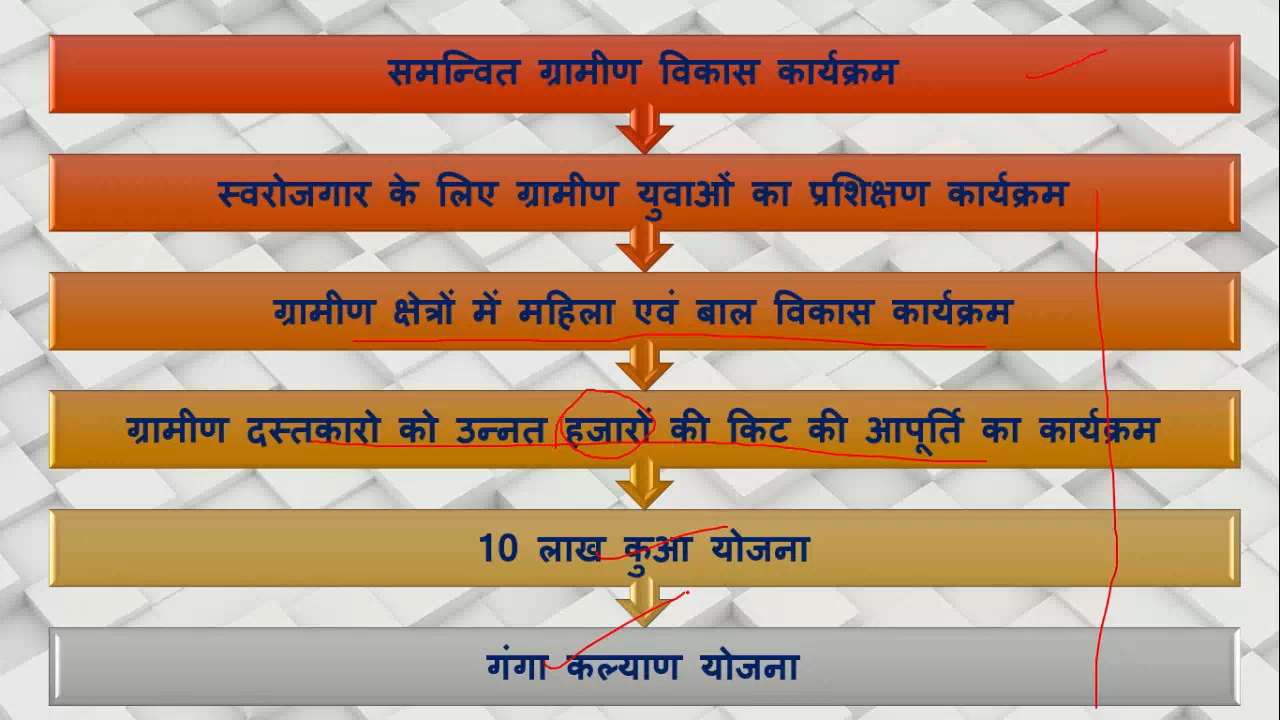 समन्वित ग्रामीण विकास कार्यक्रम
स्वरोजगार के लिए ग्रामीण युवाओं का प्रशिक्षण कार्यक्रम
ग्रामीण क्षेत्रों में महिला एवं बाल विकास कार्यक्रम
ग्रामीण दस्तकारो को उन्नत हजारों की किट की आपूर्ति का कार्यक्रम
10 लाख कुआ योजना
गंगा कल्याण योजना